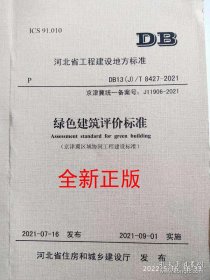 ICS 91.010
DB
河北省工程建设地方标准
P
DB13(J)/T 8427-2021
京津冀统一备案号：J11906-2021
绿色建筑评价标准
Assessment standard for green building
（京津冀区域协同工程建设标准）
全新正版
2021-07-16 发布
2021-09-01 实施
河北省住房和城乡建设厅 发布